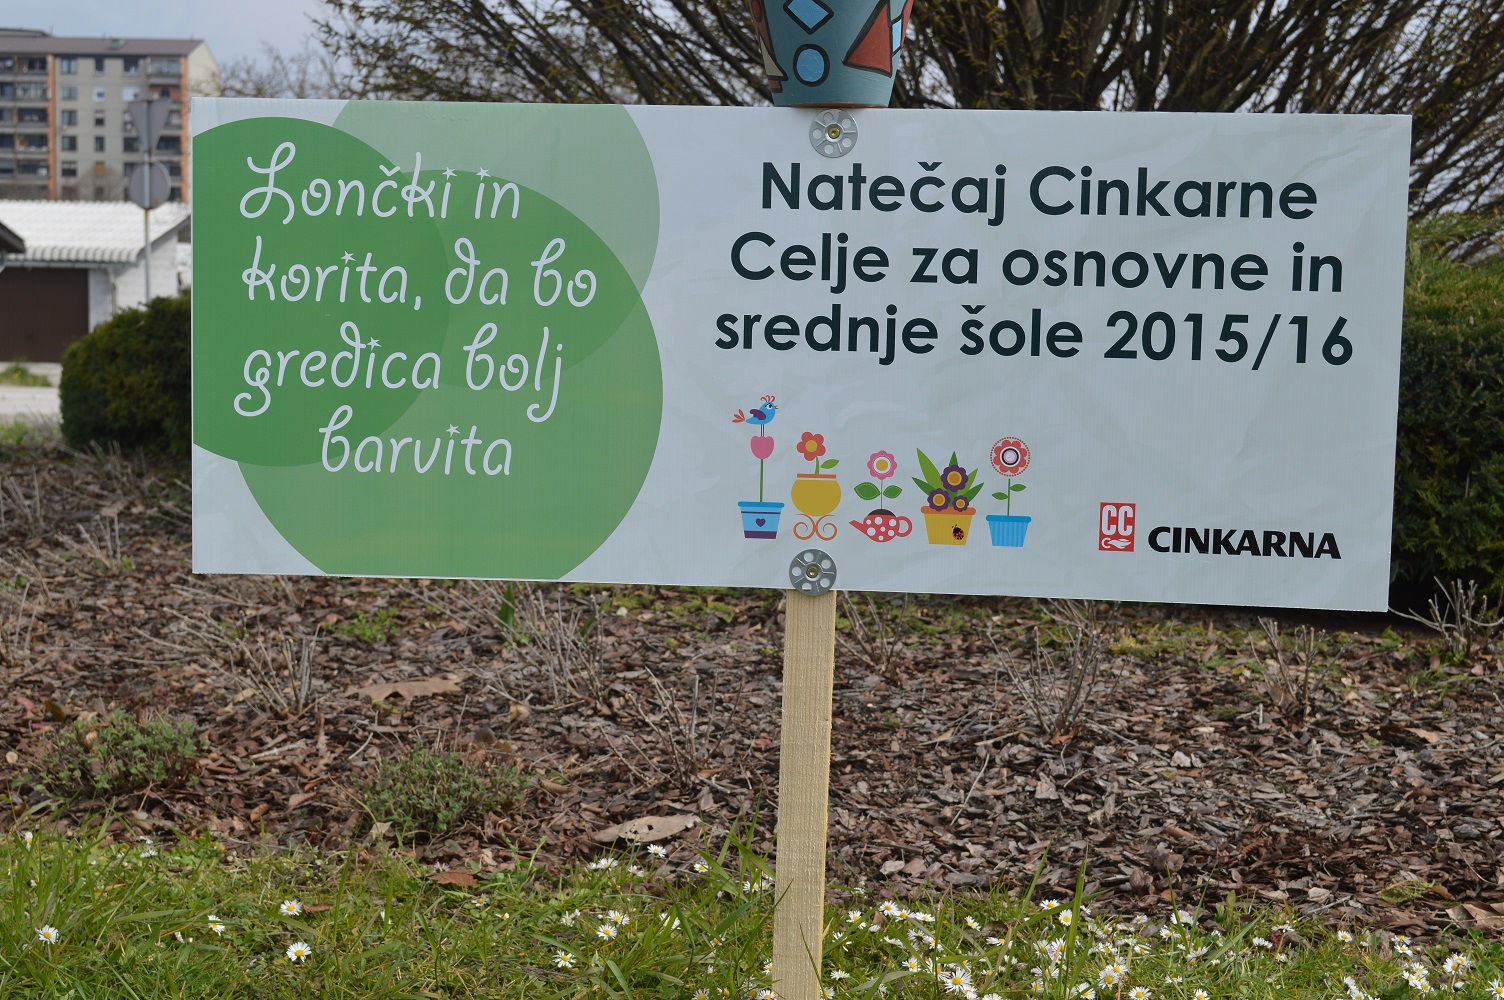 Lončki in
korita, da bo
gredica bolj
barvita
Natečaj Cinkarne
Celje za osnovne in
srednje šole 2015/16
CC
CINKARNA